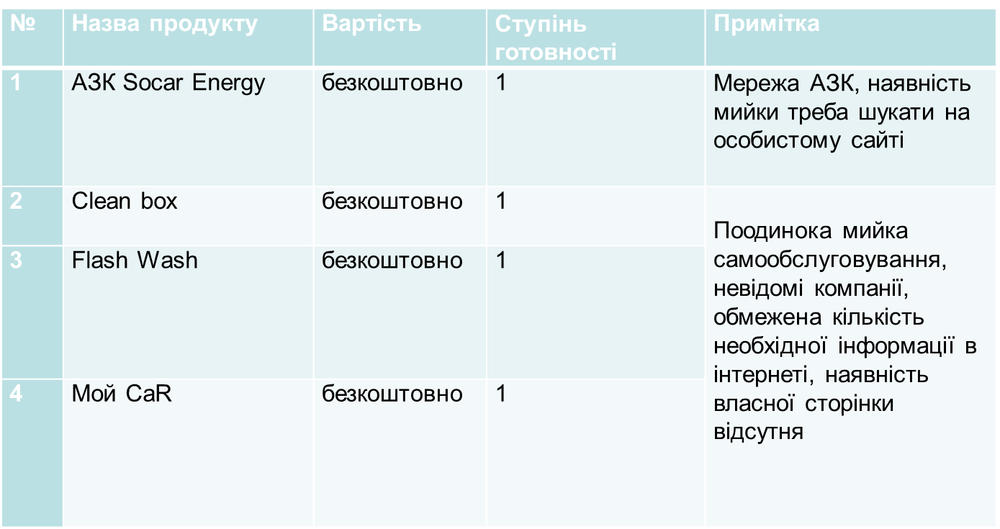 № Назва продукту Вартість Ступінь готовності Примітка
1 АЗК Socar Energy безкоштовно 1 Мережа АЗК, наявність
мийки треба шукати на
особистому сайті
2 Clean box безкоштовно 1
3 Flash Wash безкоштовно 1
4 Мой CaR безкоштовно 1
Поодинока мийка
самообслуговування,
невідомі компанії,
обмежена кількість
необхідної інформації в
інтернеті, наявність
власної сторінки
відсутня